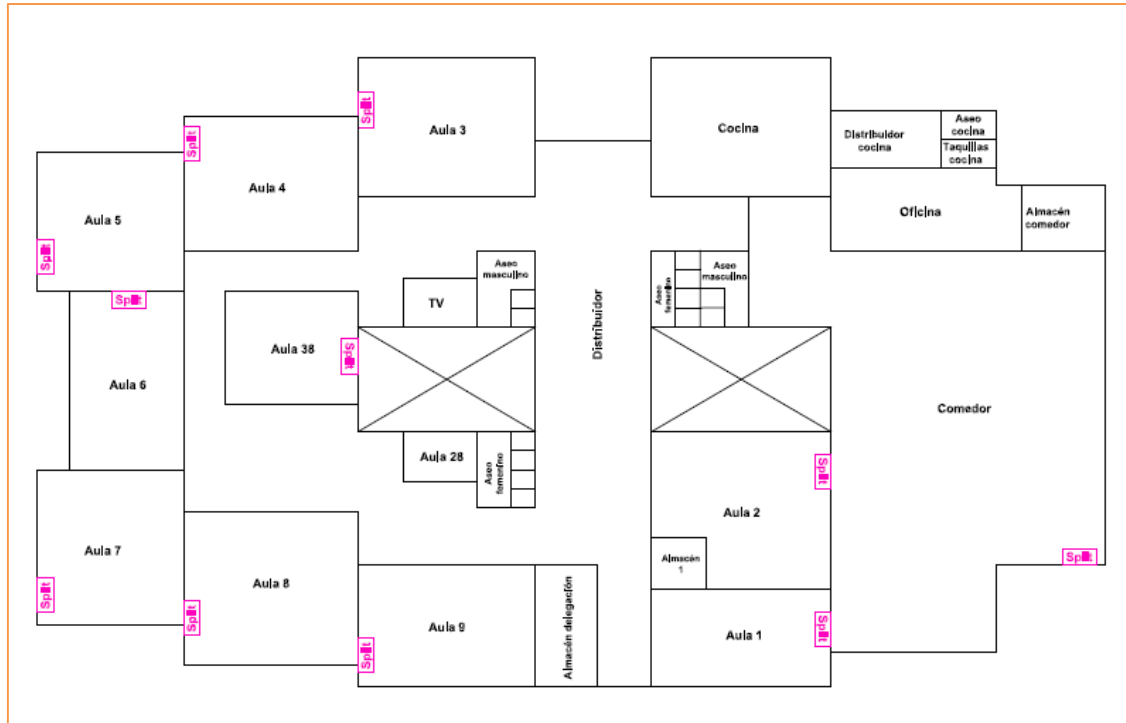 Split
Aula 3
Cocina
Distribuidor
cocina
Aseo
cocina
Taquillas
cocina
Split
Aula 4
Aula 5
Split
Oficina
Almacén
comedor
Aseo
masculino
Aseo
femenino
Aseo
masculino
Split
TV
Distribuidor
Aula 38
Split
Aula 6
Comedor
Aula 28
Aseo
femenino
Split
Aula 2
Aula 7
Split
Aula 8
Split
Almacén
1
Split
Aula 9
Split
Almacén delegación
Aula 1
Split